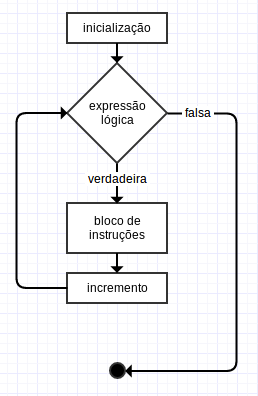 inicialização
expressão
lógica
falsa
verdadeira
bloco de
instruções
incremento